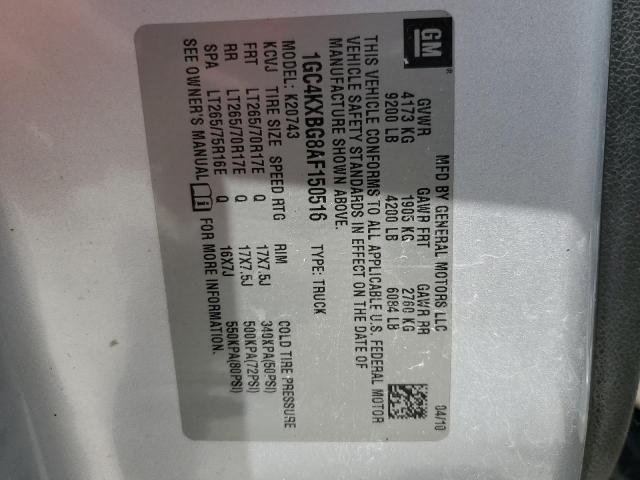 GM ®
MFD BY GENERAL MOTORS LLC 04/10
GVWR GAWR FRT GAWR RR
4173 KG 1905 KG 2760 KG
9200 LB 4200 LB 6084 LB
THIS VEHICLE CONFORMS TO ALL APPLICABLE U.S. FEDERAL MOTOR
VEHICLE SAFETY STANDARDS IN EFFECT ON THE DATE OF
MANUFACTURE SHOWN ABOVE.
1GC4KXBG8AF150516 TYPE: TRUCK
MODEL: K20743
KCVJ TIRE SIZE SPEED RTG RIM COLD TIRE PRESSURE
FRT LT265/70R17E Q 17X7.5J 340KPA(50PSI)
RR LT265/70R17E Q 17X7.5J 500KPA(72PSI)
SPA LT265/75R16E Q 16X7J 550KPA(80PSI)
SEE OWNER'S MANUAL FOR MORE INFORMATION.